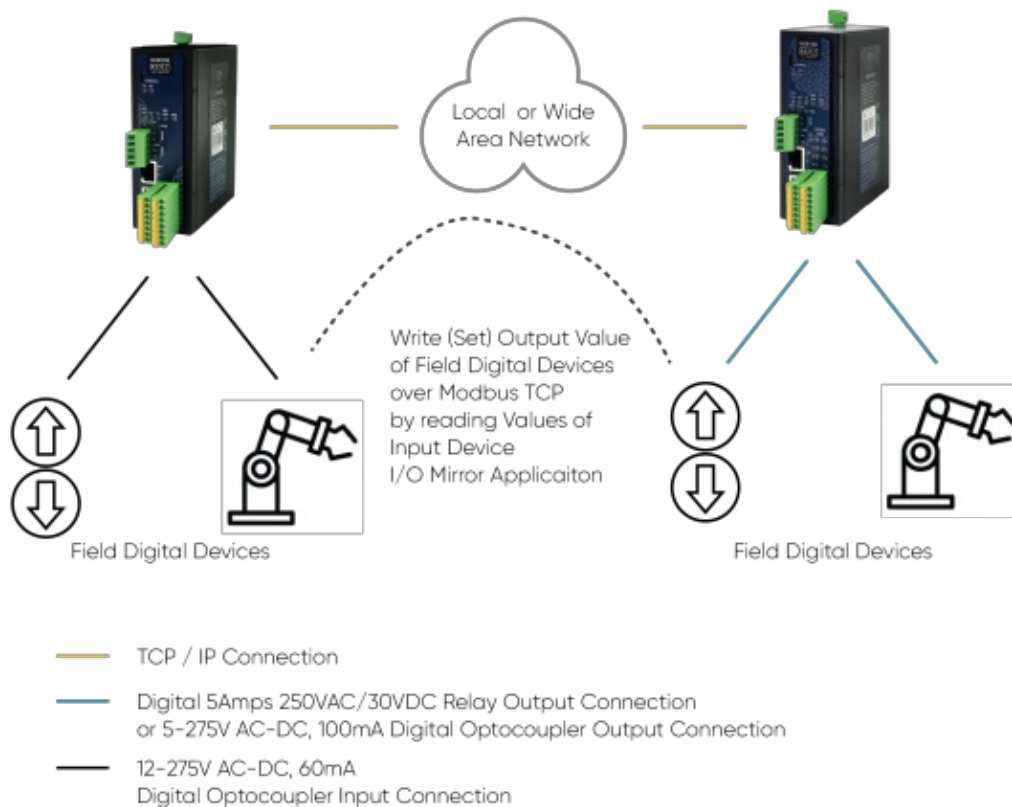 Local or Wide
Area Network
Write (Set) Output Value
of Field Digital Devices
over Modbus TCP
by reading Values of
Input Device
I/O Mirror Applicaiton
Field Digital Devices
Field Digital Devices
TCP / IP Connection
Digital 5Amps 250VAC/30VDC Relay Output Connection
or 5-275V AC-DC, 100mA Digital Optocoupler Output Connection
12-275V AC-DC, 60mA
Digital Optocoupler Input Connection